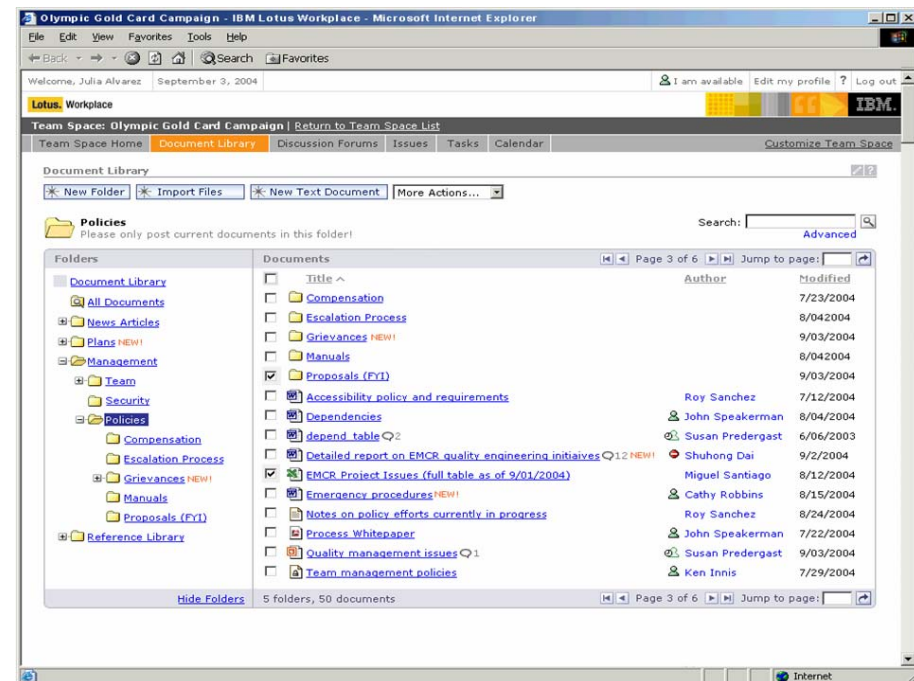 Olympic Gold Card Campaign - IBM Lotus Workplace - Microsoft Internet Explorer
File Edit View Favorites Tools Help
Back Search Favorites
Welcome, Julia Alvarez September 3, 2004 I am available Edit my profile ? Log out
Lotus. Workplace IBM.
Team Space: Olympic Gold Card Campaign | Return to Team Space List
Team Space Home Document Library Discussion Forums Issues Tasks Calendar Customize Team Space
Document Library ?
New Folder Import Files New Text Document More Actions...
Policies Search:
Please only post current documents in this folder! Advanced
Folders Documents Page 3 of 6 Jump to page:
Document Library Title Author Modified
All Documents Compensation 7/23/2004
News Articles Escalation Process 8/042004
Plans NEW! Grievances NEW! 9/03/2004
Management Manuals 8/042004
Team Proposals (FYI) 9/03/2004
Security Accessibility policy and requirements Roy Sanchez 7/12/2004
Policies Dependencies John Speakerman 8/04/2004
Compensation depend_table 2 Susan Predergast 6/06/2003
Escalation Process Detailed report on EMCR quality engineering initiaives 12 NEW! Shuhong Dai 9/2/2004
Grievances NEW! EMCR Project Issues (full table as of 9/01/2004) Miguel Santiago 8/12/2004
Manuals Emergency procedures NEW! Cathy Robbins 8/15/2004
Proposals (FYI) Notes on policy efforts currently in progress Roy Sanchez 8/24/2004
Reference Library Process Whitepaper John Speakerman 7/22/2004
Quality management issues 1 Susan Predergast 9/03/2004
Team management policies Ken Innis 7/29/2004
Hide Folders 5 folders, 50 documents Page 3 of 6 Jump to page:
Internet